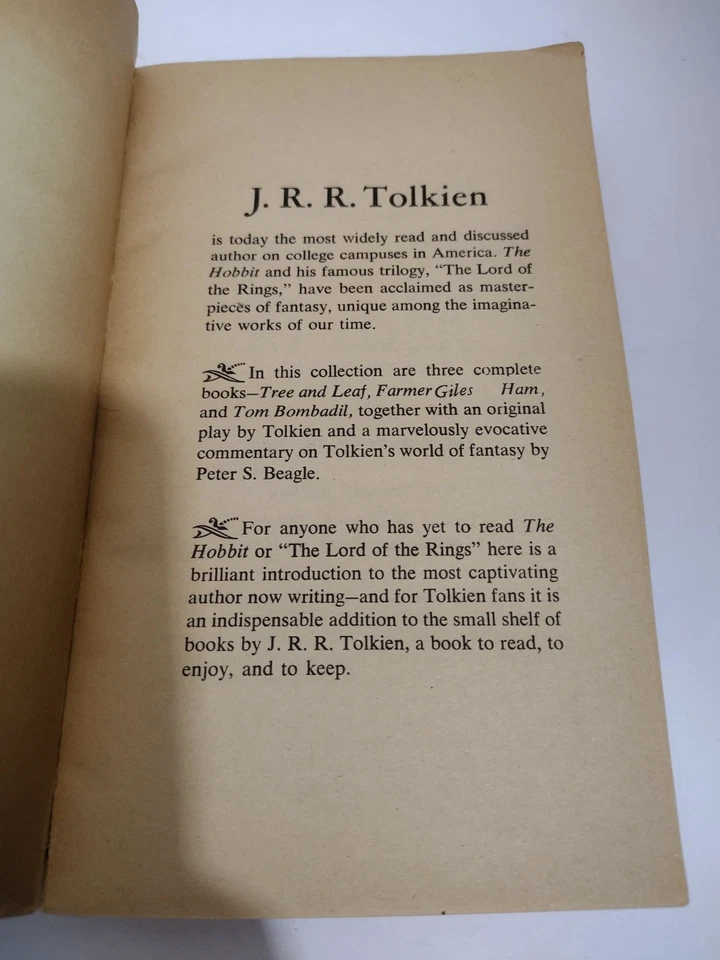 J. R. R. Tolkien
is today the most widely read and discussed
author on college campuses in America. The
Hobbit and his famous trilogy, "The Lord of
the Rings," have been acclaimed as master-
pieces of fantasy, unique among the imagina-
tive works of our time.
In this collection are three complete
books—Tree and Leaf, Farmer Giles Ham,
and Tom Bombadil, together with an original
play by Tolkien and a marvelously evocative
commentary on Tolkien's world of fantasy by
Peter S. Beagle.
For anyone who has yet to read The
Hobbit or "The Lord of the Rings" here is a
brilliant introduction to the most captivating
author now writing—and for Tolkien fans it is
an indispensable addition to the small shelf of
books by J. R. R. Tolkien, a book to read, to
enjoy, and to keep.